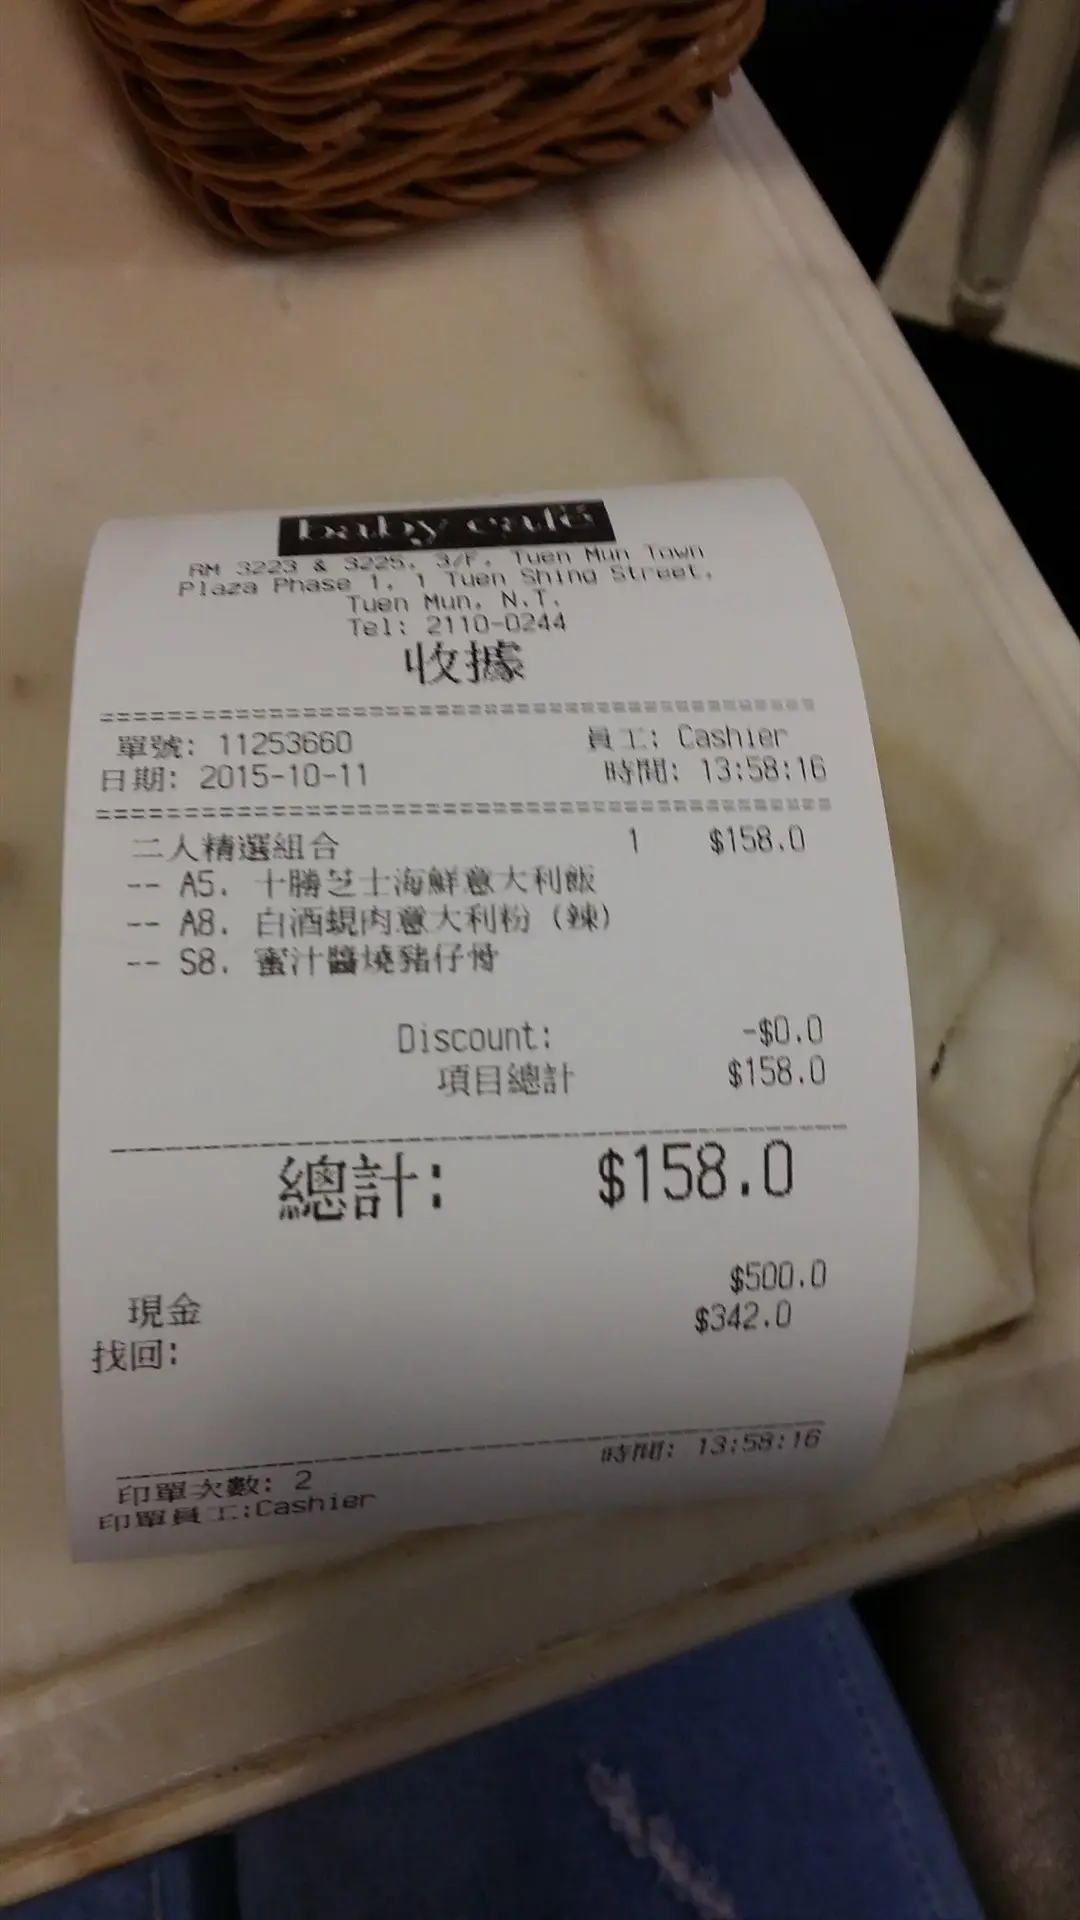 baby café
RM 3223 & 3225, 3/F, Tuen Mun Town
Plaza Phase 1, 1 Tuen Shing Street,
Tuen Mun, N.T.
Tel: 2110-0244
收據
單號: 11253660 員工: Cashier
日期: 2015-10-11 時間: 13:58:16
二人精選組合 1 $158.0
-- A5. 十勝芝士海鮮意大利飯
-- A8. 白酒蜆肉意大利粉 (辣)
-- S8. 蜜汁醬燒豬仔骨
Discount: -$0.0
項目總計 $158.0
總計: $158.0
現金 $500.0
找回: $342.0
印單次數: 2 時間: 13:58:16
印單員工:Cashier